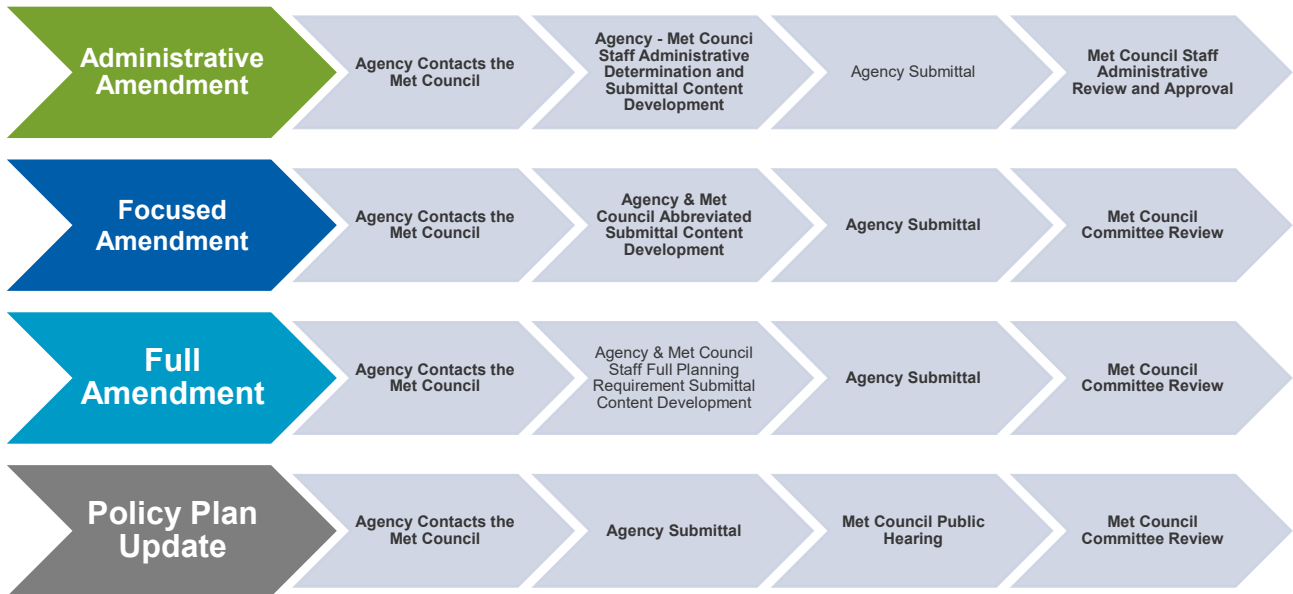 Administrative
Amendment
Agency Contacts the
Met Council
Agency - Met Counci
Staff Administrative
Determination and
Submittal Content
Development
Agency Submittal
Met Council Staff
Administrative
Review and Approval
Focused
Amendment
Agency Contacts the
Met Council
Agency & Met
Council Abbreviated
Submittal Content
Development
Agency Submittal
Met Council
Committee Review
Full
Amendment
Agency Contacts the
Met Council
Agency & Met Council
Staff Full Planning
Requirement Submittal
Content Development
Agency Submittal
Met Council
Committee Review
Policy Plan
Update
Agency Contacts the
Met Council
Agency Submittal
Met Council Public
Hearing
Met Council
Committee Review